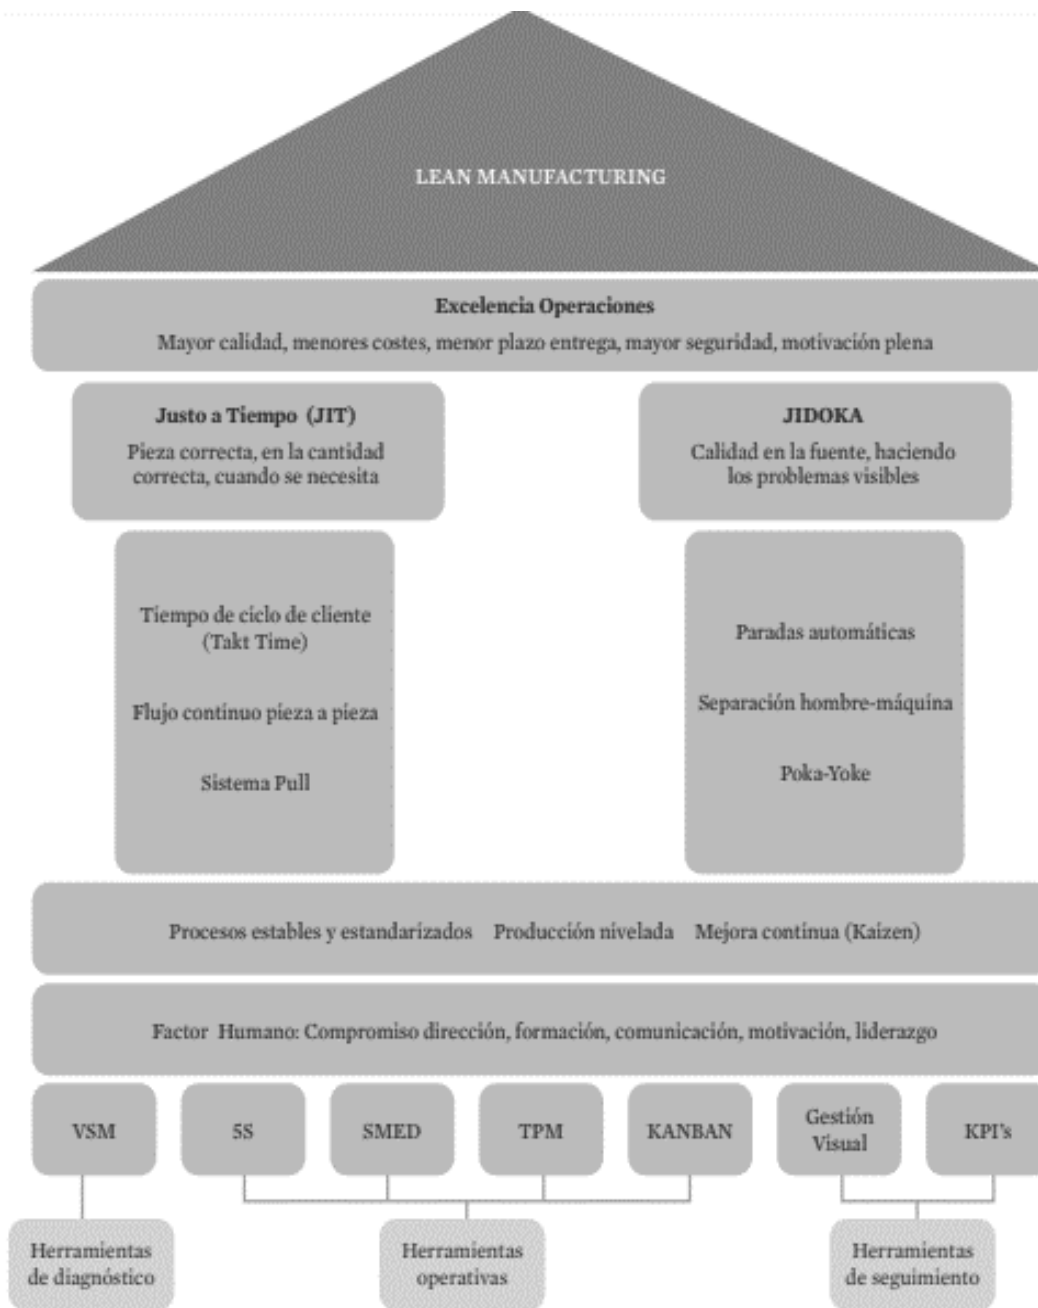 LEAN MANUFACTURING
Excelencia Operaciones
Mayor calidad, menores costes, menor plazo entrega, mayor seguridad, motivación plena
Justo a Tiempo (JIT)
Pieza correcta, en la cantidad
correcta, cuando se necesita
JIDOKA
Calidad en la fuente, haciendo
los problemas visibles
Tiempo de ciclo de cliente
(Takt Time)
Flujo continuo pieza a pieza
Sistema Pull
Paradas automáticas
Separación hombre-máquina
Poka-Yoke
Procesos estables y estandarizados Producción nivelada Mejora continua (Kaizen)
Factor Humano: Compromiso dirección, formación, comunicación, motivación, liderazgo
VSM
5S
SMED
TPM
KANBAN
Gestión
Visual
KPI's
Herramientas
de diagnóstico
Herramientas
operativas
Herramientas
de seguimiento